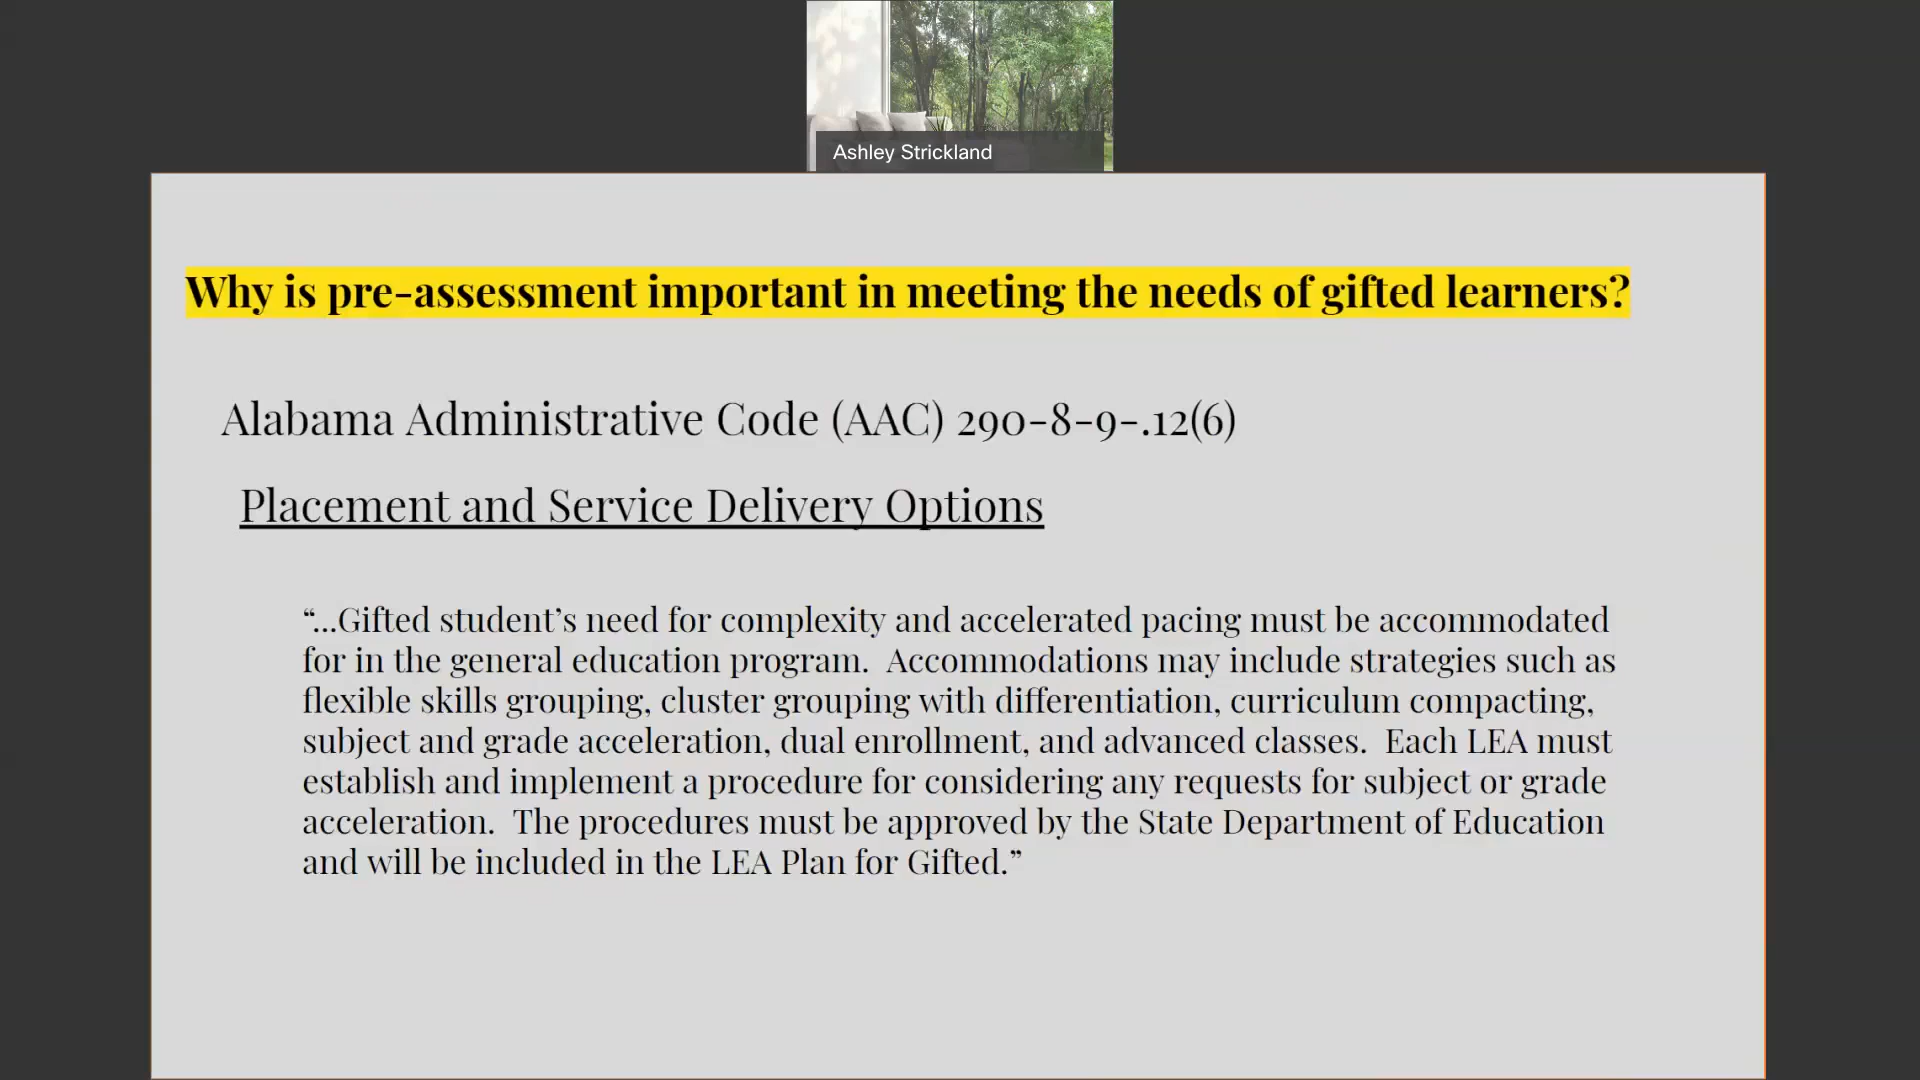 Ashley Strickland
Why is pre-assessment important in meeting the needs of gifted learners?
Alabama Administrative Code (AAC) 290-8-9-.12(6)
Placement and Service Delivery Options
“...Gifted student’s need for complexity and accelerated pacing must be accommodated
for in the general education program.  Accommodations may include strategies such as
flexible skills grouping, cluster grouping with differentiation, curriculum compacting,
subject and grade acceleration, dual enrollment, and advanced classes.  Each LEA must
establish and implement a procedure for considering any requests for subject or grade
acceleration.  The procedures must be approved by the State Department of Education
and will be included in the LEA Plan for Gifted.”